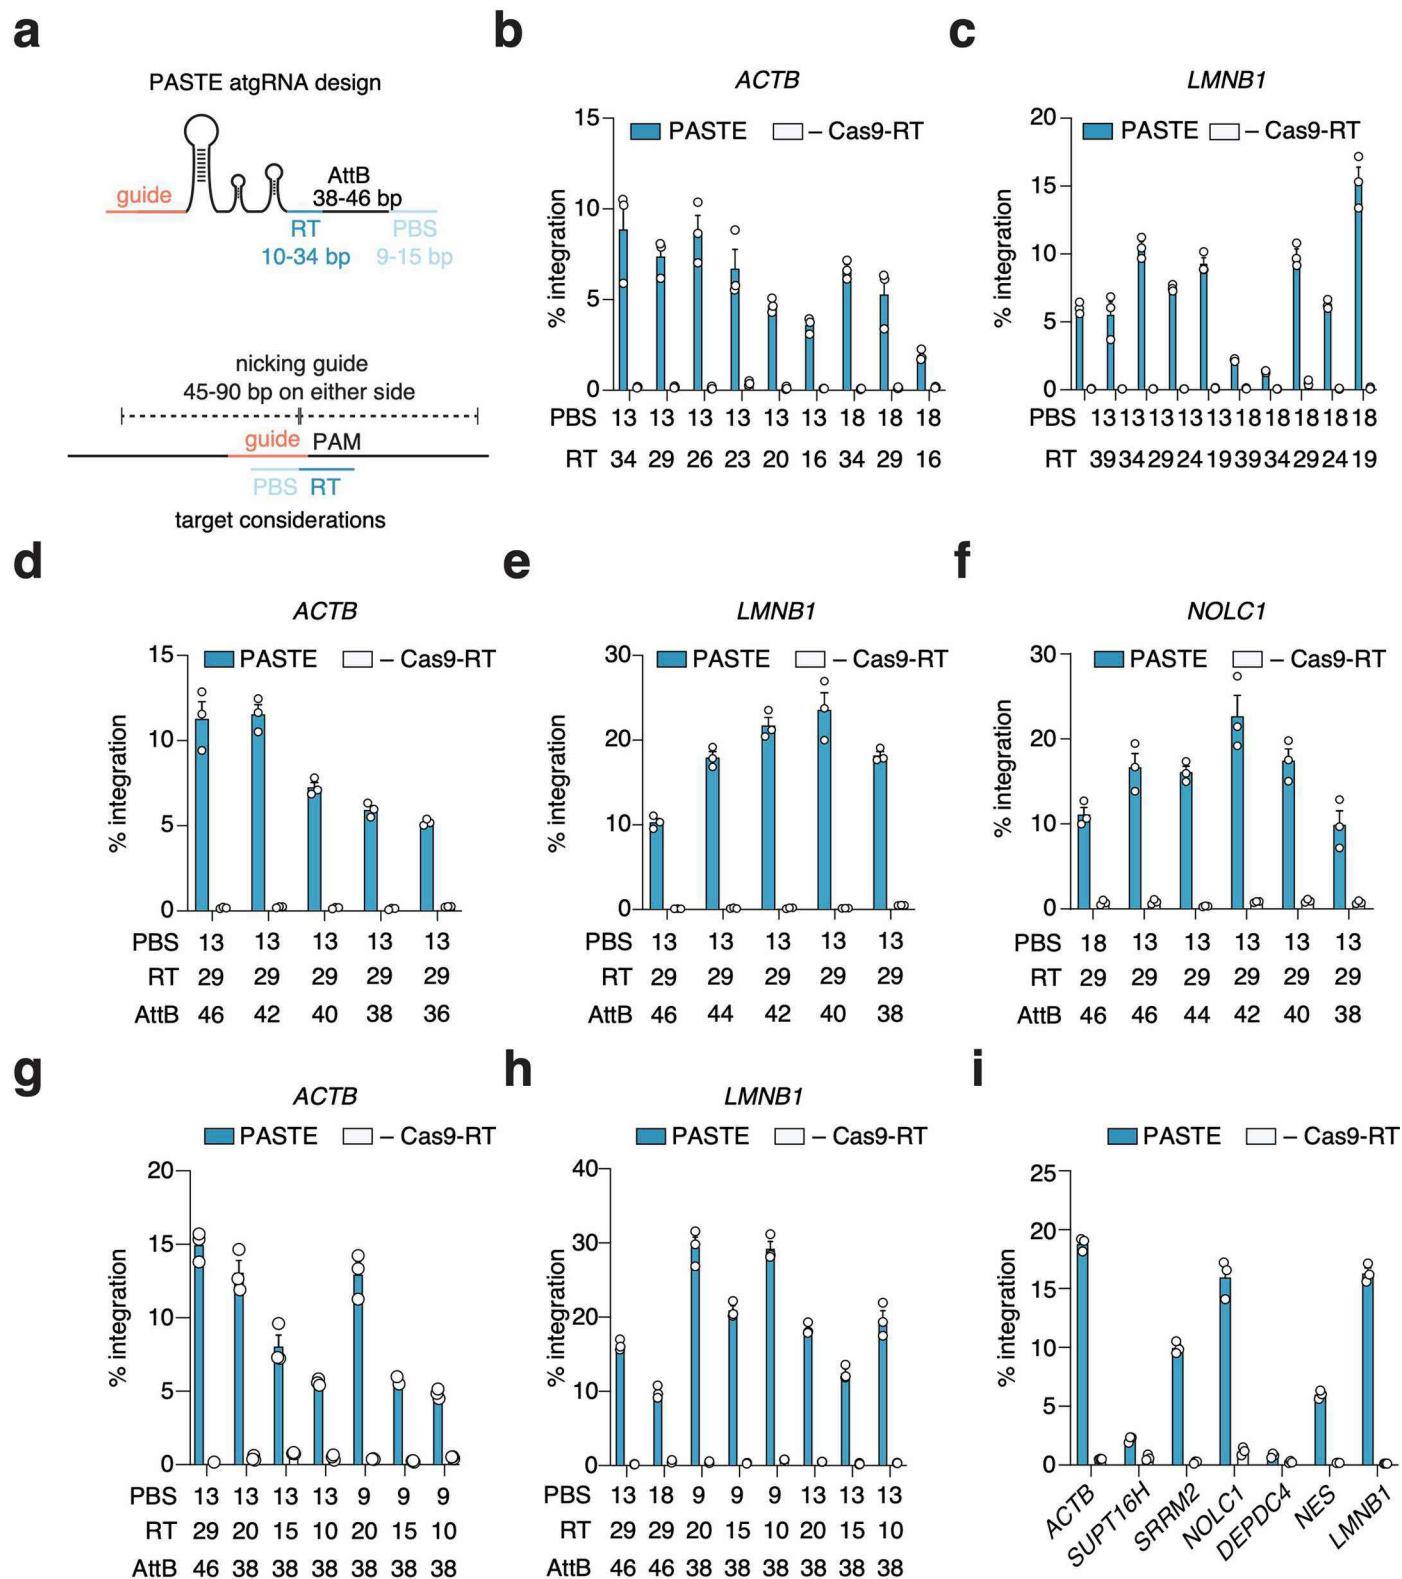 a
PASTE atgRNA design
guide
AttB
38-46 bp
RT
PBS
10-34 bp
9-15 bp
nicking guide
45-90 bp on either side
guide
PAM
PBS
RT
target considerations
b
ACTB
PASTE
– Cas9-RT
% integration
15
10
5
0
PBS 13 13 13 13 13 13 18 18 18
RT 34 29 26 23 20 16 34 29 16
c
LMNB1
PASTE
– Cas9-RT
% integration
20
15
10
5
0
PBS 13 13 13 13 13 18 18 18 18 18
RT 39 34 29 24 19 39 34 29 24 19
d
ACTB
PASTE
– Cas9-RT
% integration
15
10
5
0
PBS 13 13 13 13 13
RT 29 29 29 29 29
AttB 46 42 40 38 36
e
LMNB1
PASTE
– Cas9-RT
% integration
30
20
10
0
PBS 13 13 13 13 13
RT 29 29 29 29 29
AttB 46 44 42 40 38
f
NOLC1
PASTE
– Cas9-RT
% integration
30
20
10
0
PBS 18 13 13 13 13 13
RT 29 29 29 29 29 29
AttB 46 46 44 42 40 38
g
ACTB
PASTE
– Cas9-RT
% integration
20
15
10
5
0
PBS 13 13 13 13 9 9 9
RT 29 20 15 10 20 15 10
AttB 46 38 38 38 38 38 38
h
LMNB1
PASTE
– Cas9-RT
% integration
40
30
20
10
0
PBS 13 18 9 9 9 13 13 13
RT 29 29 20 15 10 20 15 10
AttB 46 46 38 38 38 38 38 38
i
PASTE
– Cas9-RT
% integration
25
20
15
10
5
0
ACTB
SUPT16H
SRRM2
NOLC1
DEPDC4
NES
LMNB1